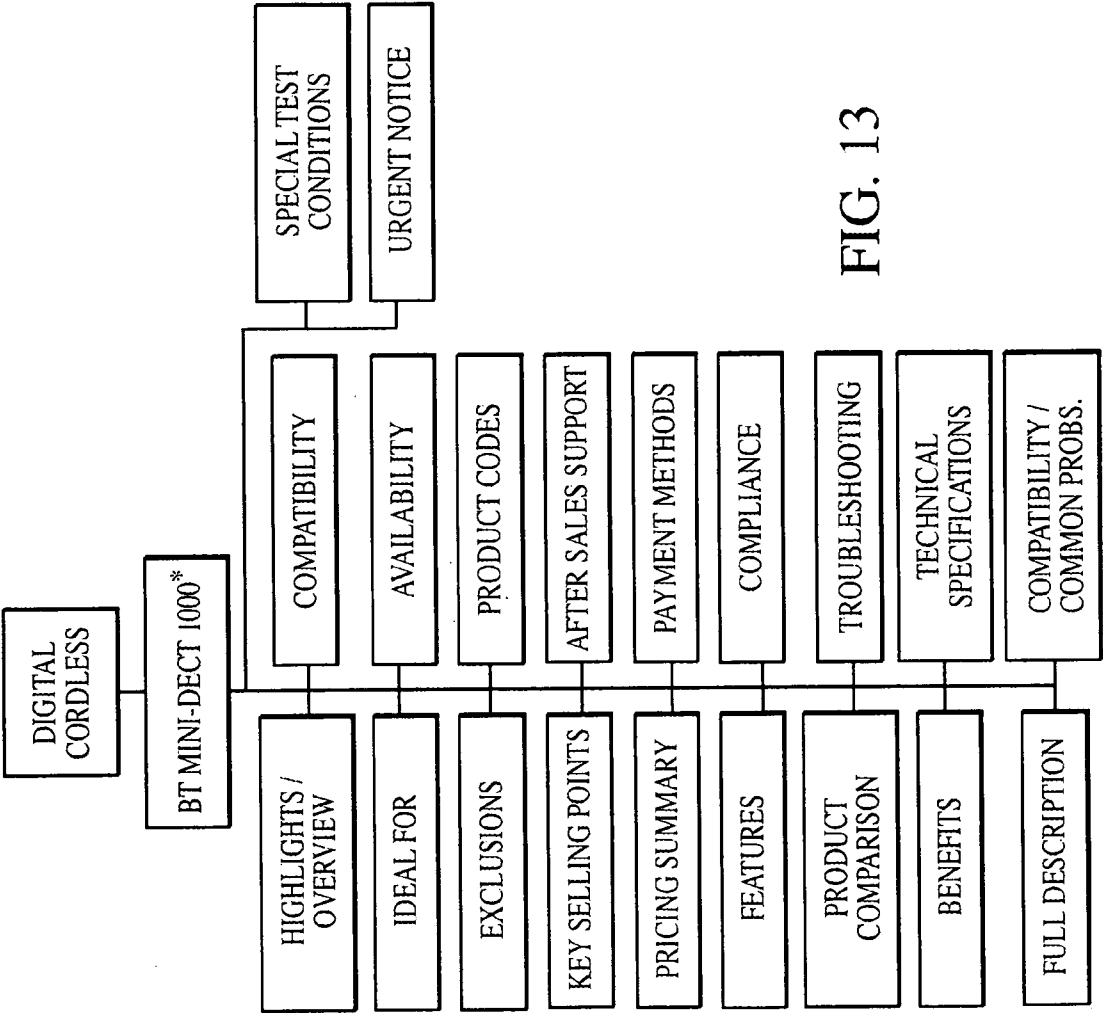 DIGITAL
CORDLESS
BT MINI-DECT 1000*
HIGHLIGHTS /
OVERVIEW
COMPATIBILITY
SPECIAL TEST
CONDITIONS
IDEAL FOR
AVAILABILITY
URGENT NOTICE
EXCLUSIONS
PRODUCT CODES
KEY SELLING POINTS
AFTER SALES SUPPORT
PRICING SUMMARY
PAYMENT METHODS
FEATURES
COMPLIANCE
PRODUCT
COMPARISON
TROUBLESHOOTING
BENEFITS
TECHNICAL
SPECIFICATIONS
FULL DESCRIPTION
COMPATIBILITY /
COMMON PROBS.
FIG. 13